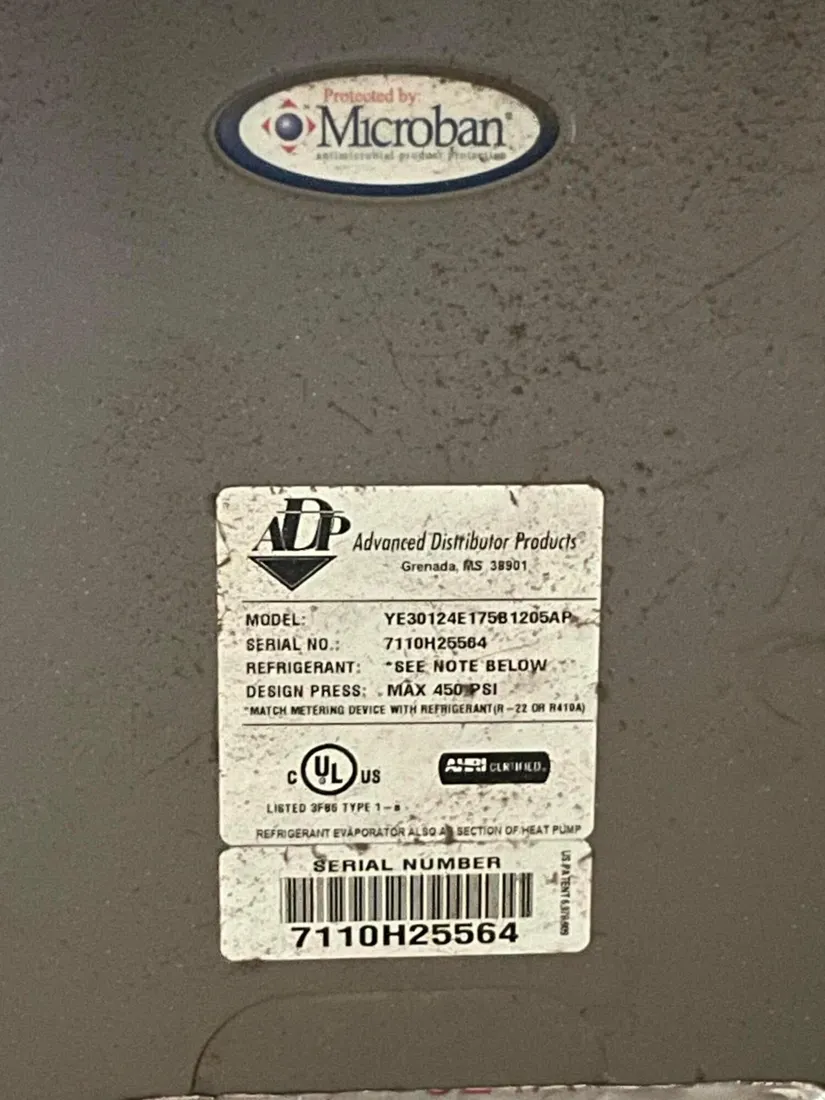 Protected by:
Microban®
antimicrobial product protection
ADP Advanced Distributor Products
Grenada, MS 38901
MODEL: YE30124E175B1205AP
SERIAL NO.: 7110H25564
REFRIGERANT: *SEE NOTE BELOW
DESIGN PRESS: MAX 450 PSI
*MATCH METERING DEVICE WITH REFRIGERANT(R-22 OR R410A)
C UL US
AHRI CERTIFIED
LISTED 3F86 TYPE 1-
REFRIGERANT EVAPORATOR ALSO AS SECTION OF HEAT PUMP
SERIAL NUMBER
7110H25564
US PATENT